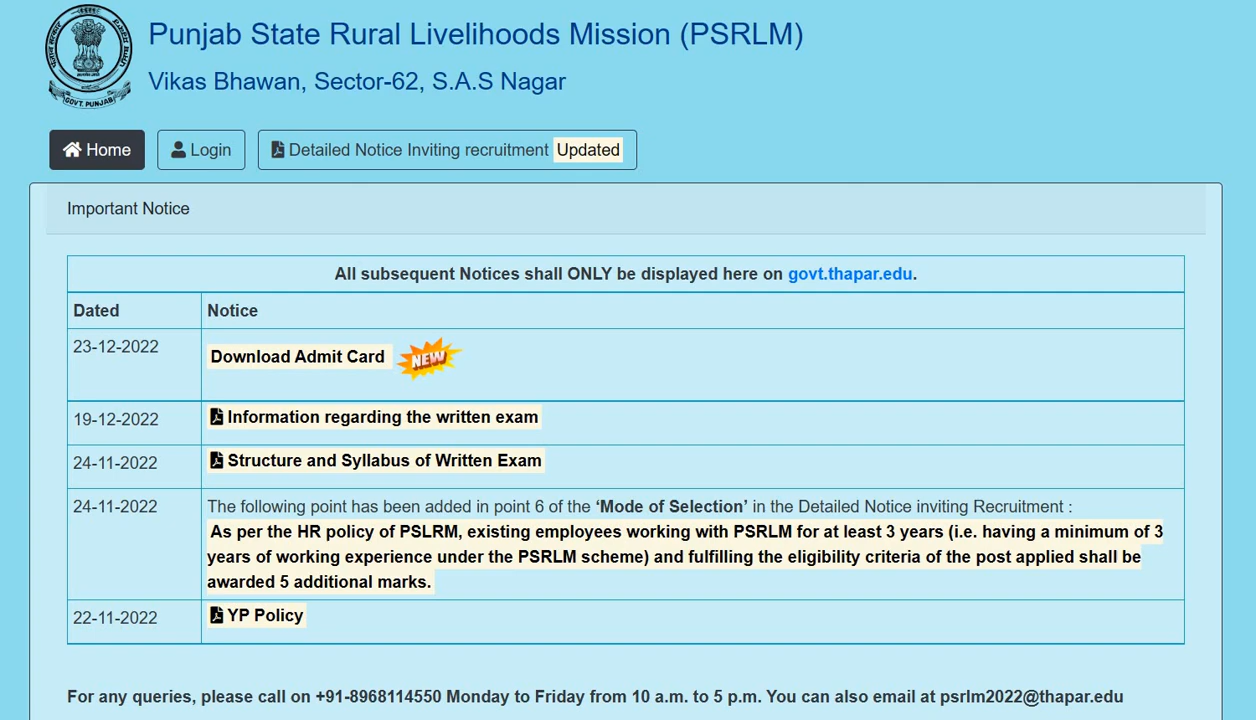 Punjab State Rural Livelihoods Mission (PSRLM)
Vikas Bhawan, Sector-62, S.A.S Nagar
GOVT. PUNJAB
Home Login Detailed Notice Inviting recruitment Updated
Important Notice
All subsequent Notices shall ONLY be displayed here on govt.thapar.edu.
Dated Notice
23-12-2022 Download Admit Card NEW
19-12-2022 Information regarding the written exam
24-11-2022 Structure and Syllabus of Written Exam
24-11-2022 The following point has been added in point 6 of the ‘Mode of Selection’ in the Detailed Notice inviting Recruitment :
As per the HR policy of PSLRM, existing employees working with PSRLM for at least 3 years (i.e. having a minimum of 3
years of working experience under the PSRLM scheme) and fulfilling the eligibility criteria of the post applied shall be
awarded 5 additional marks.
22-11-2022 YP Policy
For any queries, please call on +91-8968114550 Monday to Friday from 10 a.m. to 5 p.m. You can also email at psrlm2022@thapar.edu